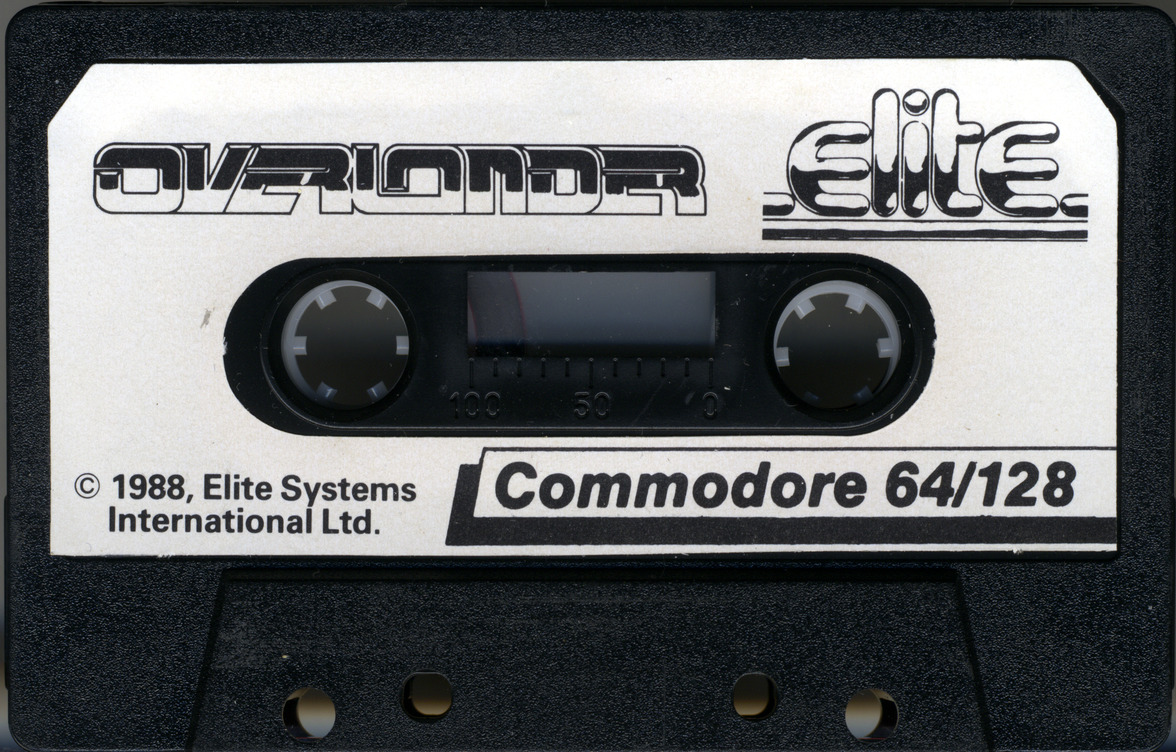 OVERLANDER
elite
100 50 0
© 1988, Elite Systems
International Ltd.
Commodore 64/128